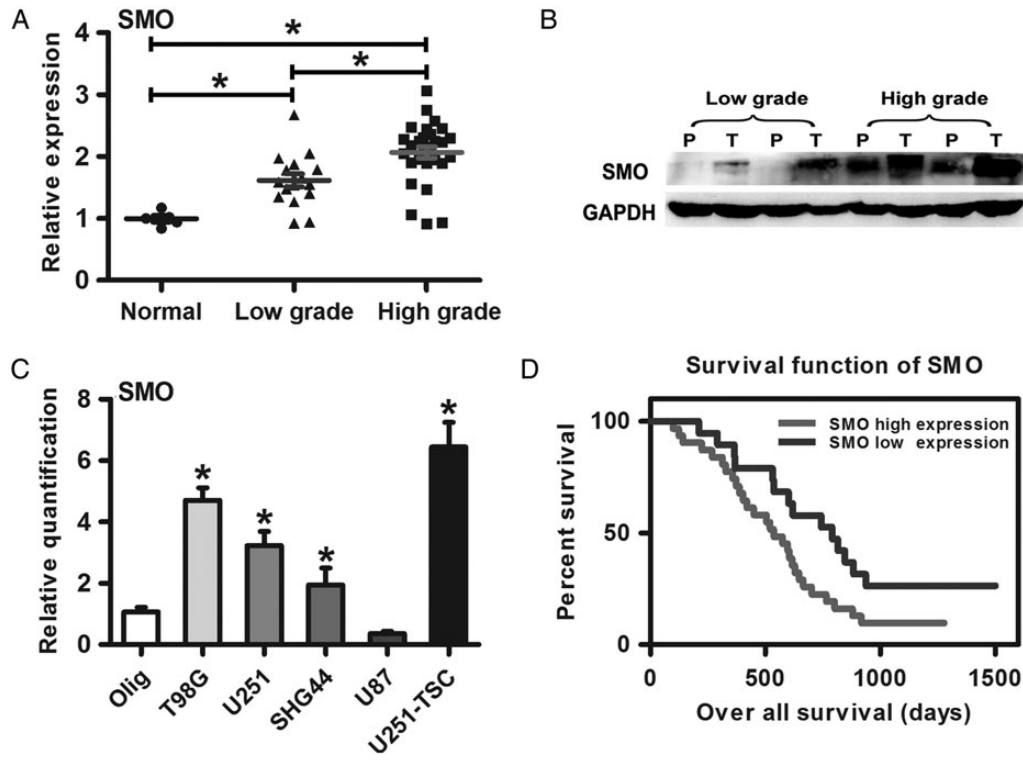 A
SMO
Relative expression
4
3
2
1
0
*
*
*
Normal Low grade High grade
B
Low grade High grade
P T P T P T P T
SMO
GAPDH
C
SMO
Relative quantification
8
6
4
2
0
*
*
*
*
Olig T98G U251 SHG44 U87 U251-TSC
D
Survival function of SMO
Percent survival
100
50
0
SMO high expression
SMO low expression
0 500 1000 1500
Over all survival (days)